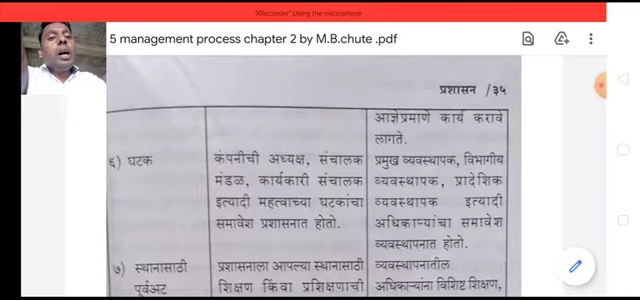 "XRecorder".Using the microphone
5 management process chapter 2 by M.B.chute .pdf
प्रशासन /३५
आज्ञेप्रमाणे कार्य करावे
लागते.
६) घटक
कंपनीची अध्यक्ष, संचालक
मंडळ, कार्यकारी संचालक
इत्यादी महत्वाच्या घटकांचा
समावेश प्रशासनात होतो.
प्रमुख व्यवस्थापक, विभागीय
व्यवस्थापक, प्रादेशिक
व्यवस्थापक इत्यादी
अधिकाऱ्यांचा समावेश
व्यवस्थापनात होतो.
७) स्थानासाठी
पूर्वअट
प्रशासनाला आपल्या स्थानासाठी
शिक्षण किंवा प्रशिक्षणाची
व्यवस्थापनातील
अधिकाऱ्यांना विशिष्ट शिक्षण,